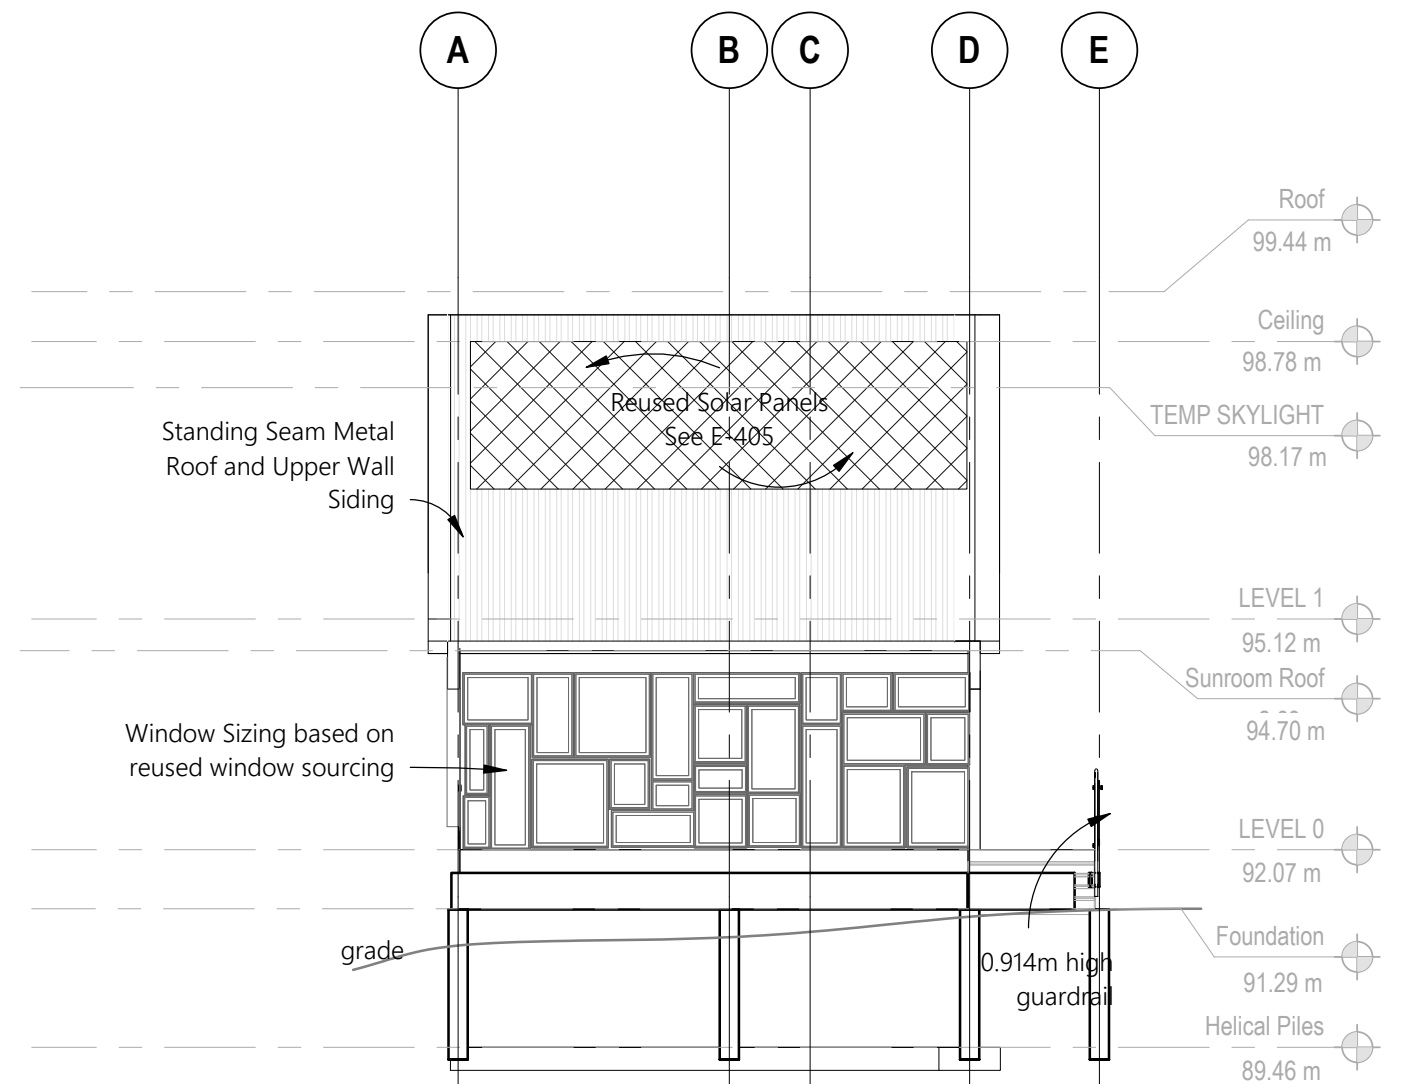 A
B
C
D
E
Roof
99.44 m
Ceiling
98.78 m
TEMP SKYLIGHT
98.17 m
Reused Solar Panels
See E-405
Standing Seam Metal
Roof and Upper Wall
Siding
LEVEL 1
95.12 m
Sunroom Roof
94.70 m
Window Sizing based on
reused window sourcing
LEVEL 0
92.07 m
grade
0.914m high
guardrail
Foundation
91.29 m
Helical Piles
89.46 m